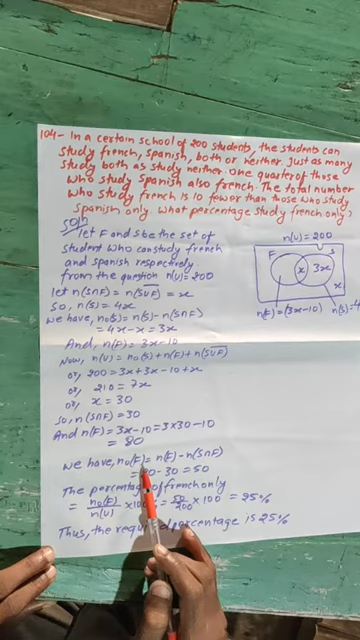 104- In a certain school of 200 students, the students can
study french, spanish, both or neither. Just as many
study both as study neither. One quarter of those
who study Spanish also french. The total number
who study french is 10 fewer than those who study
Spanish only. What percentage study french only?
Soln
let F and S be the set of
student who can study french
and spanish respectively
from the question n(U) = 200
let n(S∩F) = n(S̅U̅F̅) = x
So, n(S) = 4x
we have, no(S) = n(S) - n(S∩F)
= 4x - x = 3x
And, n(F) = 3x-10
Now, n(U) = no(S) + n(F) + n(S̅U̅F̅)
or, 200 = 3x + 3x - 10 + x
or, 210 = 7x
or, x = 30
So, n(S∩F) = 30
And n(F) = 3x-10 = 3×30-10
= 80
we have, no(F) = n(F) - n(S∩F)
-30 = 50
The percentage of french only
= no(F)/n(U) × 100 = 50/200 × 100 = 25%
Thus, the required percentage is 25%
n(U) = 200
F
S
x
3x
x
n(F) = (3x-10)
n(S) = 4